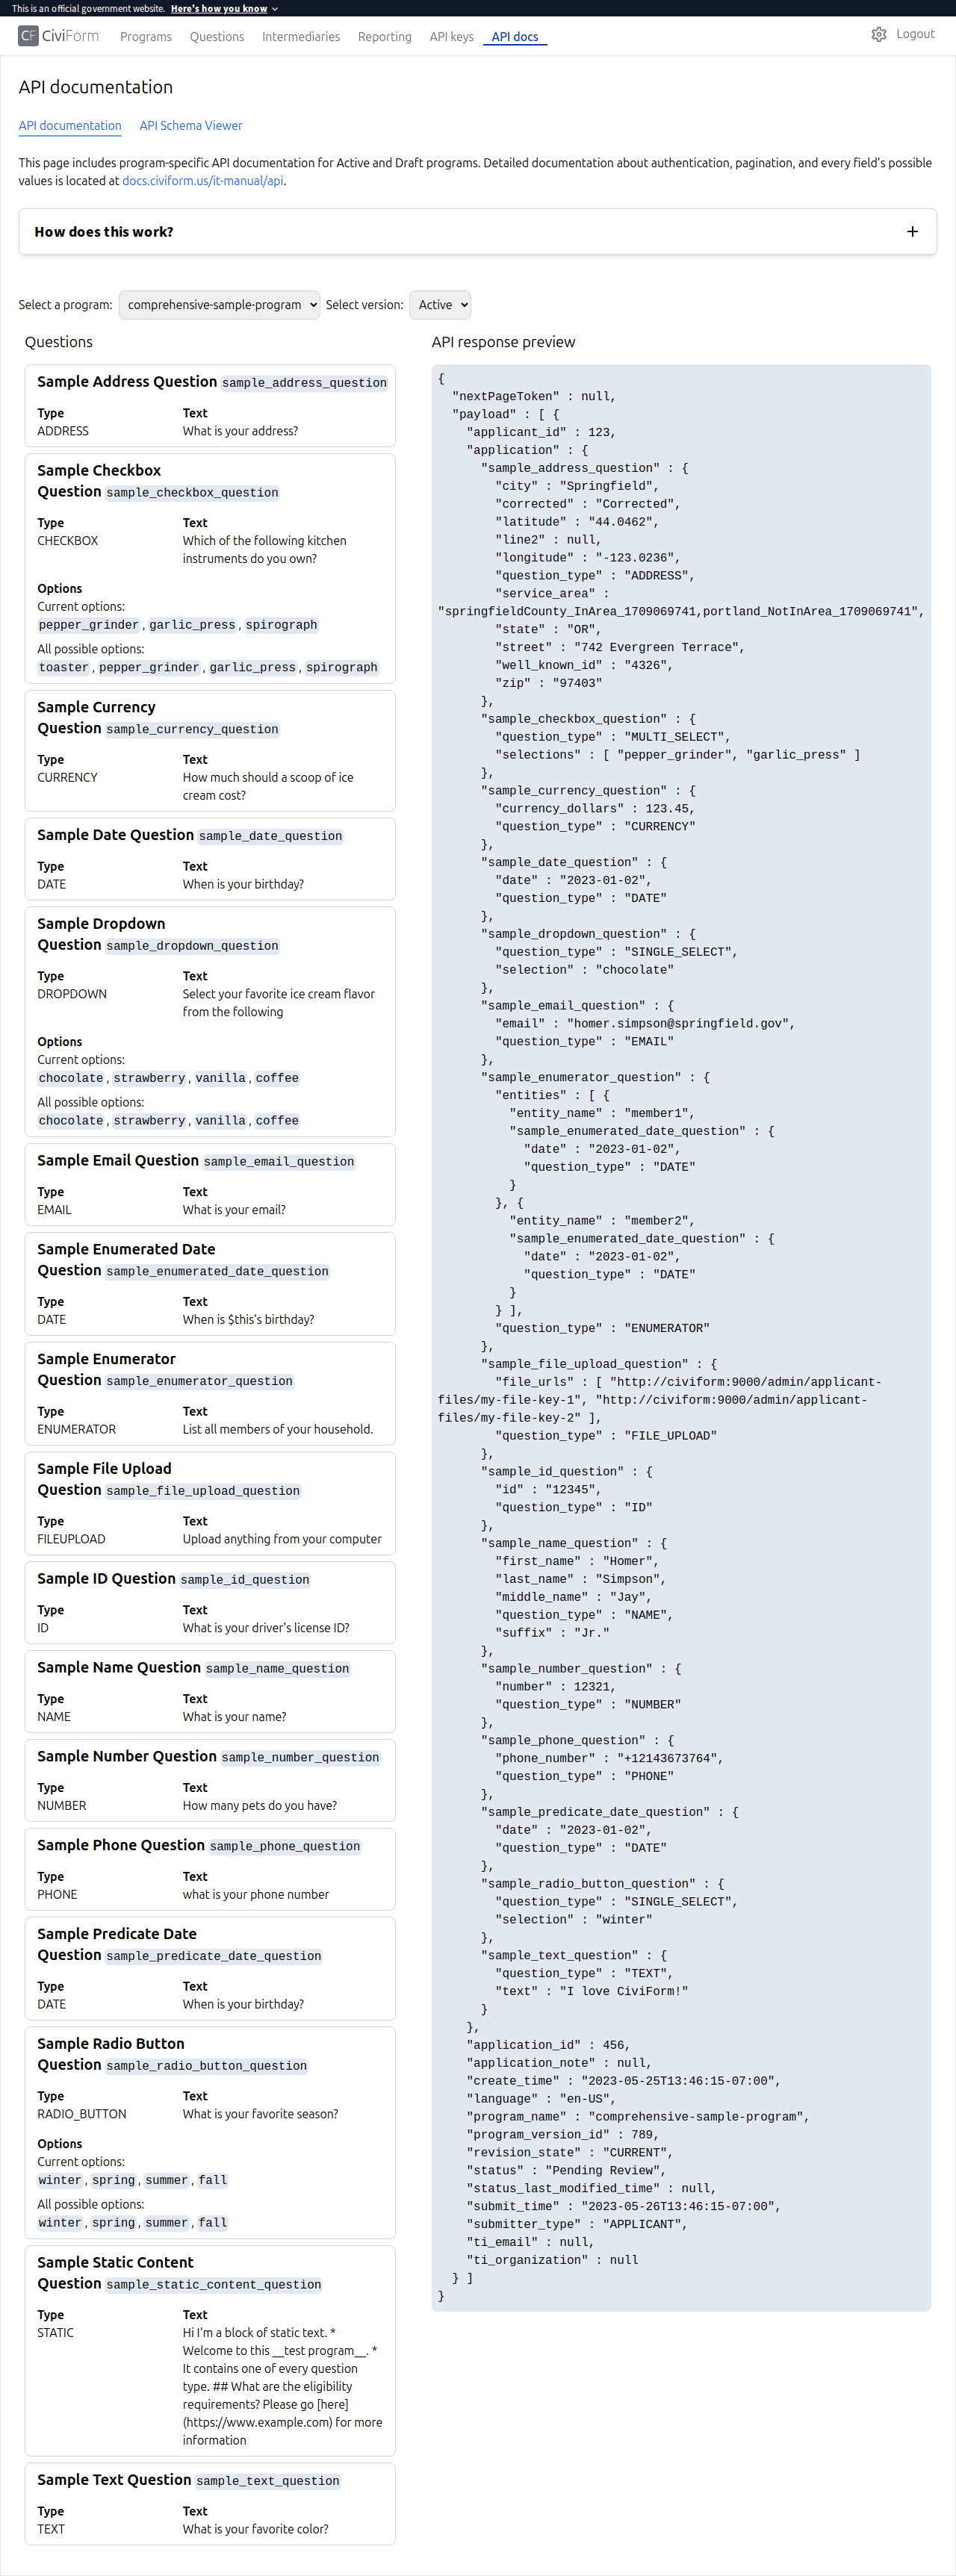 This is an official government website. Here's how you know
CF CiviForm Programs Questions Intermediaries Reporting API keys API docs Logout
API documentation
API documentation API Schema Viewer
This page includes program-specific API documentation for Active and Draft programs. Detailed documentation about authentication, pagination, and every field's possible
values is located at docs.civiform.us/it-manual/api.
How does this work?
Select a program: comprehensive-sample-program Select version: Active
Questions
Sample Address Question sample_address_question
Type Text
ADDRESS What is your address?
Sample Checkbox
Question sample_checkbox_question
Type Text
CHECKBOX Which of the following kitchen
instruments do you own?
Options
Current options:
pepper_grinder, garlic_press, spirograph
All possible options:
toaster, pepper_grinder, garlic_press, spirograph
Sample Currency
Question sample_currency_question
Type Text
CURRENCY How much should a scoop of ice
cream cost?
Sample Date Question sample_date_question
Type Text
DATE When is your birthday?
Sample Dropdown
Question sample_dropdown_question
Type Text
DROPDOWN Select your favorite ice cream flavor
from the following
Options
Current options:
chocolate, strawberry, vanilla, coffee
All possible options:
chocolate, strawberry, vanilla, coffee
Sample Email Question sample_email_question
Type Text
EMAIL What is your email?
Sample Enumerated Date
Question sample_enumerated_date_question
Type Text
DATE When is $this's birthday?
Sample Enumerator
Question sample_enumerator_question
Type Text
ENUMERATOR List all members of your household.
Sample File Upload
Question sample_file_upload_question
Type Text
FILEUPLOAD Upload anything from your computer
Sample ID Question sample_id_question
Type Text
ID What is your driver's license ID?
Sample Name Question sample_name_question
Type Text
NAME What is your name?
Sample Number Question sample_number_question
Type Text
NUMBER How many pets do you have?
Sample Phone Question sample_phone_question
Type Text
PHONE what is your phone number
Sample Predicate Date
Question sample_predicate_date_question
Type Text
DATE When is your birthday?
Sample Radio Button
Question sample_radio_button_question
Type Text
RADIO_BUTTON What is your favorite season?
Options
Current options:
winter, spring, summer, fall
All possible options:
winter, spring, summer, fall
Sample Static Content
Question sample_static_content_question
Type Text
STATIC Hi I'm a block of static text. *
Welcome to this __test program__. *
It contains one of every question
type. ## What are the eligibility
requirements? Please go [here]
(https://www.example.com) for more
information
Sample Text Question sample_text_question
Type Text
TEXT What is your favorite color?
API response preview
{
"nextPageToken" : null,
"payload" : [ {
"applicant_id" : 123,
"application" : {
"sample_address_question" : {
"city" : "Springfield",
"corrected" : "Corrected",
"latitude" : "44.0462",
"line2" : null,
"longitude" : "-123.0236",
"question_type" : "ADDRESS",
"service_area" :
"springfieldCounty_InArea_1709069741,portland_NotInArea_1709069741",
"state" : "OR",
"street" : "742 Evergreen Terrace",
"well_known_id" : "4326",
"zip" : "97403"
},
"sample_checkbox_question" : {
"question_type" : "MULTI_SELECT",
"selections" : [ "pepper_grinder", "garlic_press" ]
},
"sample_currency_question" : {
"currency_dollars" : 123.45,
"question_type" : "CURRENCY"
},
"sample_date_question" : {
"date" : "2023-01-02",
"question_type" : "DATE"
},
"sample_dropdown_question" : {
"question_type" : "SINGLE_SELECT",
"selection" : "chocolate"
},
"sample_email_question" : {
"email" : "homer.simpson@springfield.gov",
"question_type" : "EMAIL"
},
"sample_enumerator_question" : {
"entities" : [ {
"entity_name" : "member1",
"sample_enumerated_date_question" : {
"date" : "2023-01-02",
"question_type" : "DATE"
}
}, {
"entity_name" : "member2",
"sample_enumerated_date_question" : {
"date" : "2023-01-02",
"question_type" : "DATE"
}
} ],
"question_type" : "ENUMERATOR"
},
"sample_file_upload_question" : {
"file_urls" : [ "http://civiform:9000/admin/applicant-
files/my-file-key-1", "http://civiform:9000/admin/applicant-
files/my-file-key-2" ],
"question_type" : "FILE_UPLOAD"
},
"sample_id_question" : {
"id" : "12345",
"question_type" : "ID"
},
"sample_name_question" : {
"first_name" : "Homer",
"last_name" : "Simpson",
"middle_name" : "Jay",
"question_type" : "NAME",
"suffix" : "Jr."
},
"sample_number_question" : {
"number" : 12321,
"question_type" : "NUMBER"
},
"sample_phone_question" : {
"phone_number" : "+12143673764",
"question_type" : "PHONE"
},
"sample_predicate_date_question" : {
"date" : "2023-01-02",
"question_type" : "DATE"
},
"sample_radio_button_question" : {
"question_type" : "SINGLE_SELECT",
"selection" : "winter"
},
"sample_text_question" : {
"question_type" : "TEXT",
"text" : "I love CiviForm!"
}
},
"application_id" : 456,
"application_note" : null,
"create_time" : "2023-05-25T13:46:15-07:00",
"language" : "en-US",
"program_name" : "comprehensive-sample-program",
"program_version_id" : 789,
"revision_state" : "CURRENT",
"status" : "Pending Review",
"status_last_modified_time" : null,
"submit_time" : "2023-05-26T13:46:15-07:00",
"submitter_type" : "APPLICANT",
"ti_email" : null,
"ti_organization" : null
} ]
}